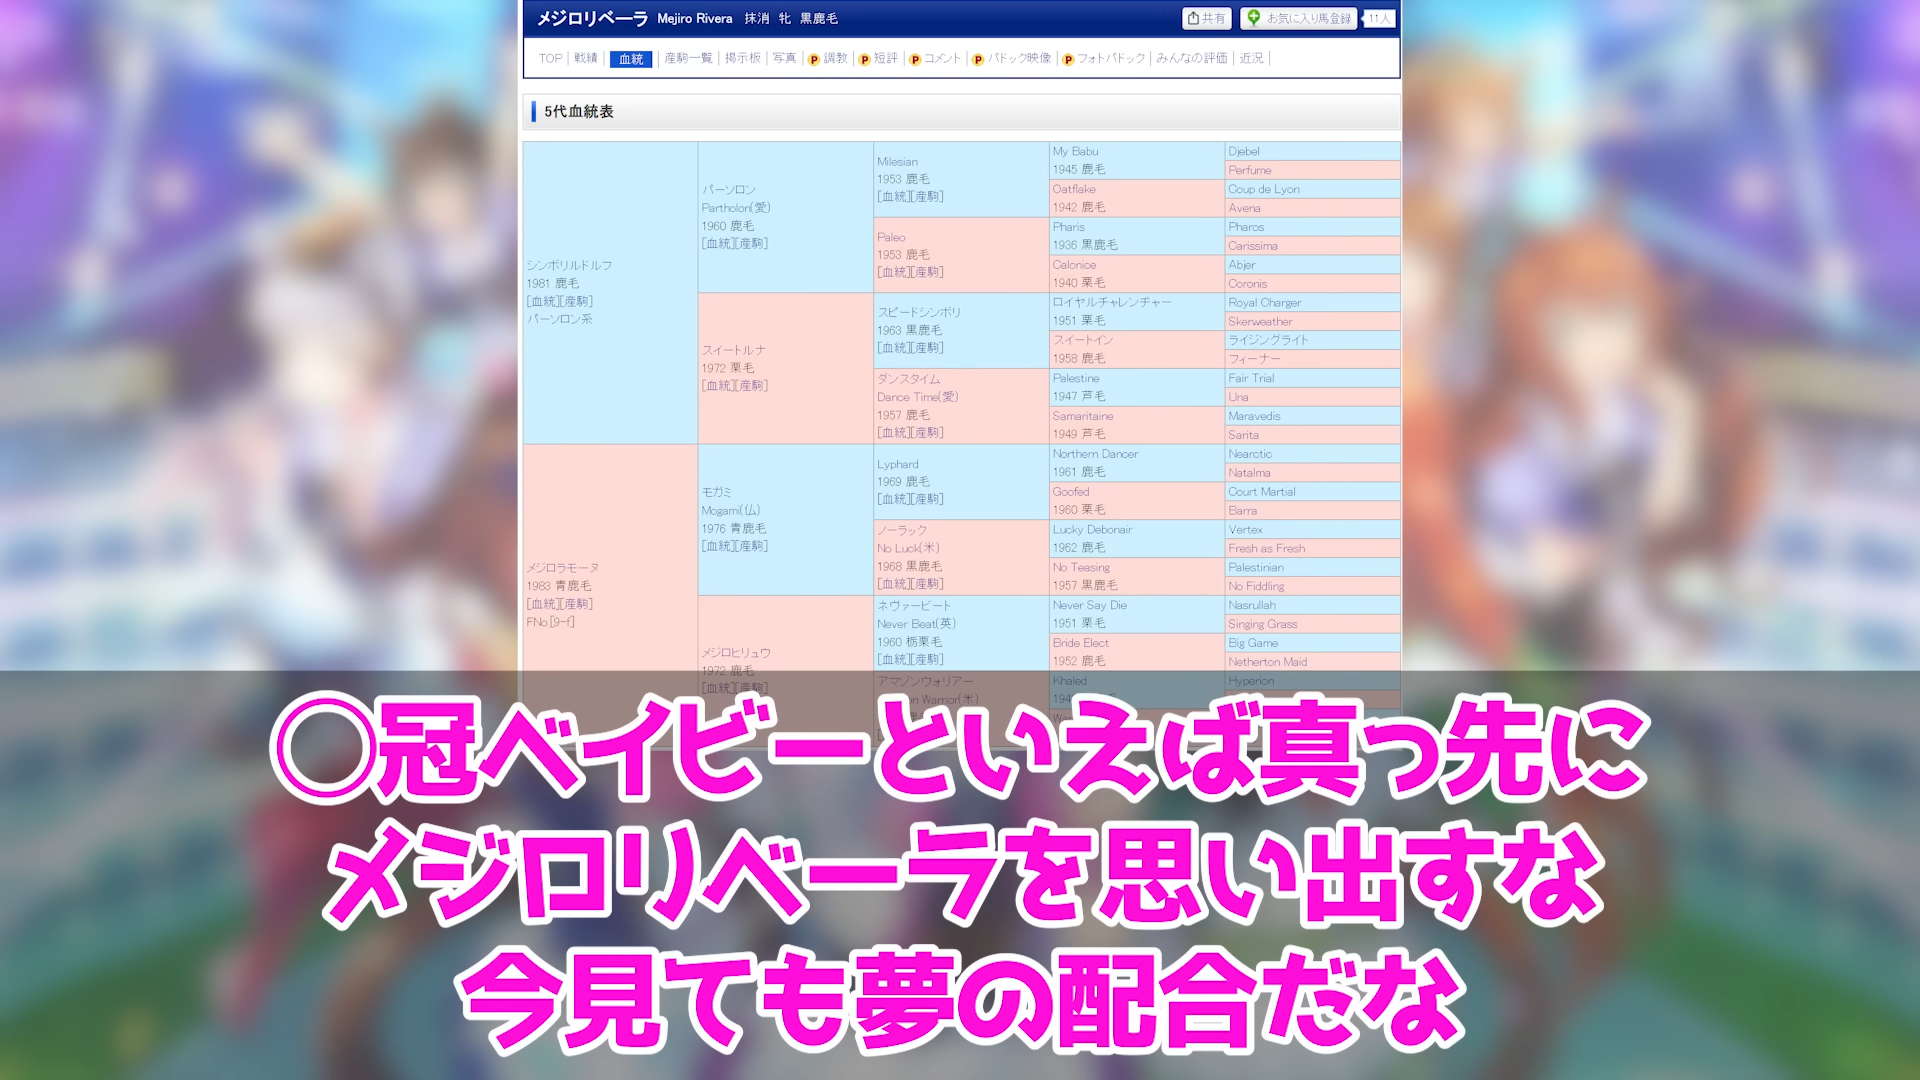 メジロリベーラ Mejiro Rivera 抹消 牝 黒鹿毛
共有 お気に入り馬登録 11人
TOP 戦績 血統 産駒一覧 掲示板 写真 P 調教 P 短評 P コメント P パドック映像 P フォトパドック みんなの評価 近況
5代血統表
シンボリルドルフ
1981 鹿毛
[血統][産駒]
パーソロン系
メジロラモーヌ
1983 青鹿毛
[血統][産駒]
FNo.[9-f]
パーソロン
Partholon(愛)
1960 鹿毛
[血統][産駒]
スイートルナ
1972 栗毛
[血統][産駒]
モガミ
Mogami(仏)
1976 青鹿毛
[血統][産駒]
メジロヒリュウ
1972 鹿毛
[血統][産駒]
Milesian
1953 鹿毛
[血統][産駒]
Paleo
1953 鹿毛
[血統][産駒]
スピードシンボリ
1963 黒鹿毛
[血統][産駒]
ダンスタイム
Dance Time(愛)
1957 鹿毛
[血統][産駒]
Lyphard
1969 鹿毛
[血統][産駒]
ノーラック
No Luck(米)
1968 黒鹿毛
[血統][産駒]
ネヴァービート
Never Beat(英)
1960 栃栗毛
[血統][産駒]
アマゾンウォリアー
Warrior(米)
My Babu
1945 鹿毛
Oatflake
1942 鹿毛
Pharis
1936 黒鹿毛
Calonice
1940 栗毛
ロイヤルチャレンヂャー
1951 栗毛
スイートイン
1958 鹿毛
Palestine
1947 芦毛
Samaritaine
1949 芦毛
Northern Dancer
1961 鹿毛
Goofed
1960 栗毛
Lucky Debonair
1962 鹿毛
No Teasing
1957 黒鹿毛
Never Say Die
1951 栗毛
Bride Elect
1952 鹿毛
Khaled
Djebel
Perfume
Coup de Lyon
Avena
Pharos
Carissima
Abjer
Coronis
Royal Charger
Skerweather
ライジングライト
フィーナー
Fair Trial
Una
Maravedis
Sarita
Nearctic
Natalma
Court Martial
Barra
Vertex
Fresh as Fresh
Palestinian
No Fiddling
Nasrullah
Singing Grass
Big Game
Netherton Maid
Hyperion
◯冠ベイビーといえば真っ先に
メジロリベーラを思い出すな
今見ても夢の配合だな